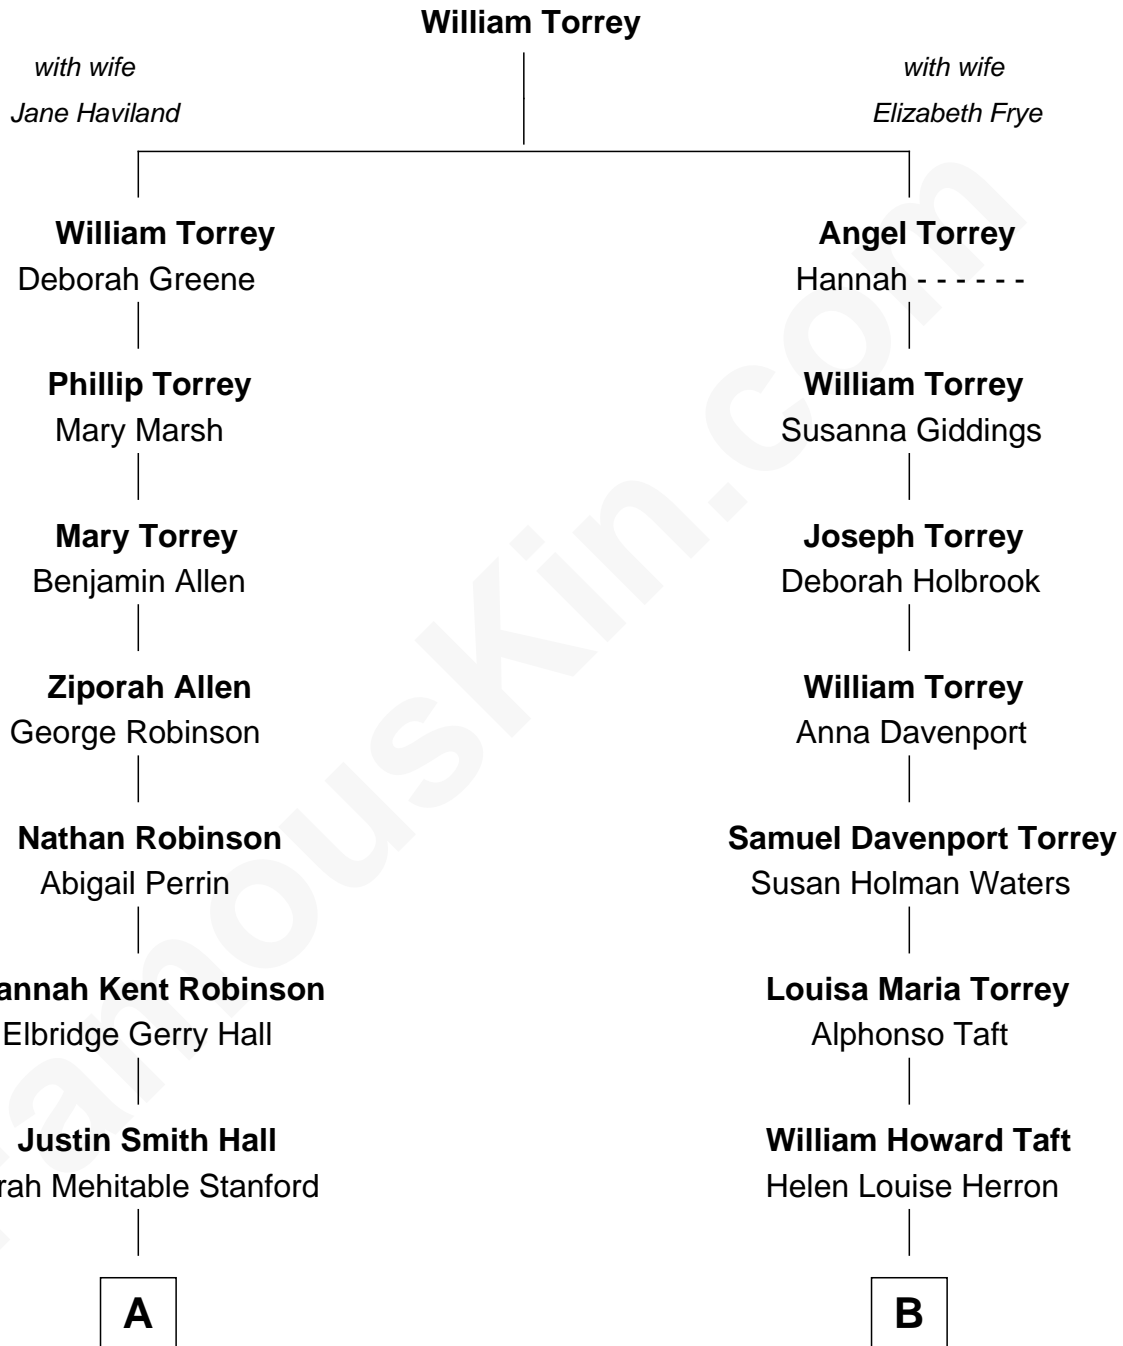 William Torrey
with wife
Jane Haviland
with wife
Elizabeth Frye
William Torrey
Deborah Greene
Angel Torrey
Hannah - - - - - -
Phillip Torrey
Mary Marsh
William Torrey
Susanna Giddings
Mary Torrey
Benjamin Allen
Joseph Torrey
Deborah Holbrook
Ziporah Allen
George Robinson
William Torrey
Anna Davenport
Nathan Robinson
Abigail Perrin
Samuel Davenport Torrey
Susan Holman Waters
annah Kent Robinson
Elbridge Gerry Hall
Louisa Maria Torrey
Alphonso Taft
Justin Smith Hall
rah Mehitable Stanford
William Howard Taft
Helen Louise Herron
A
B
FamousKin.com